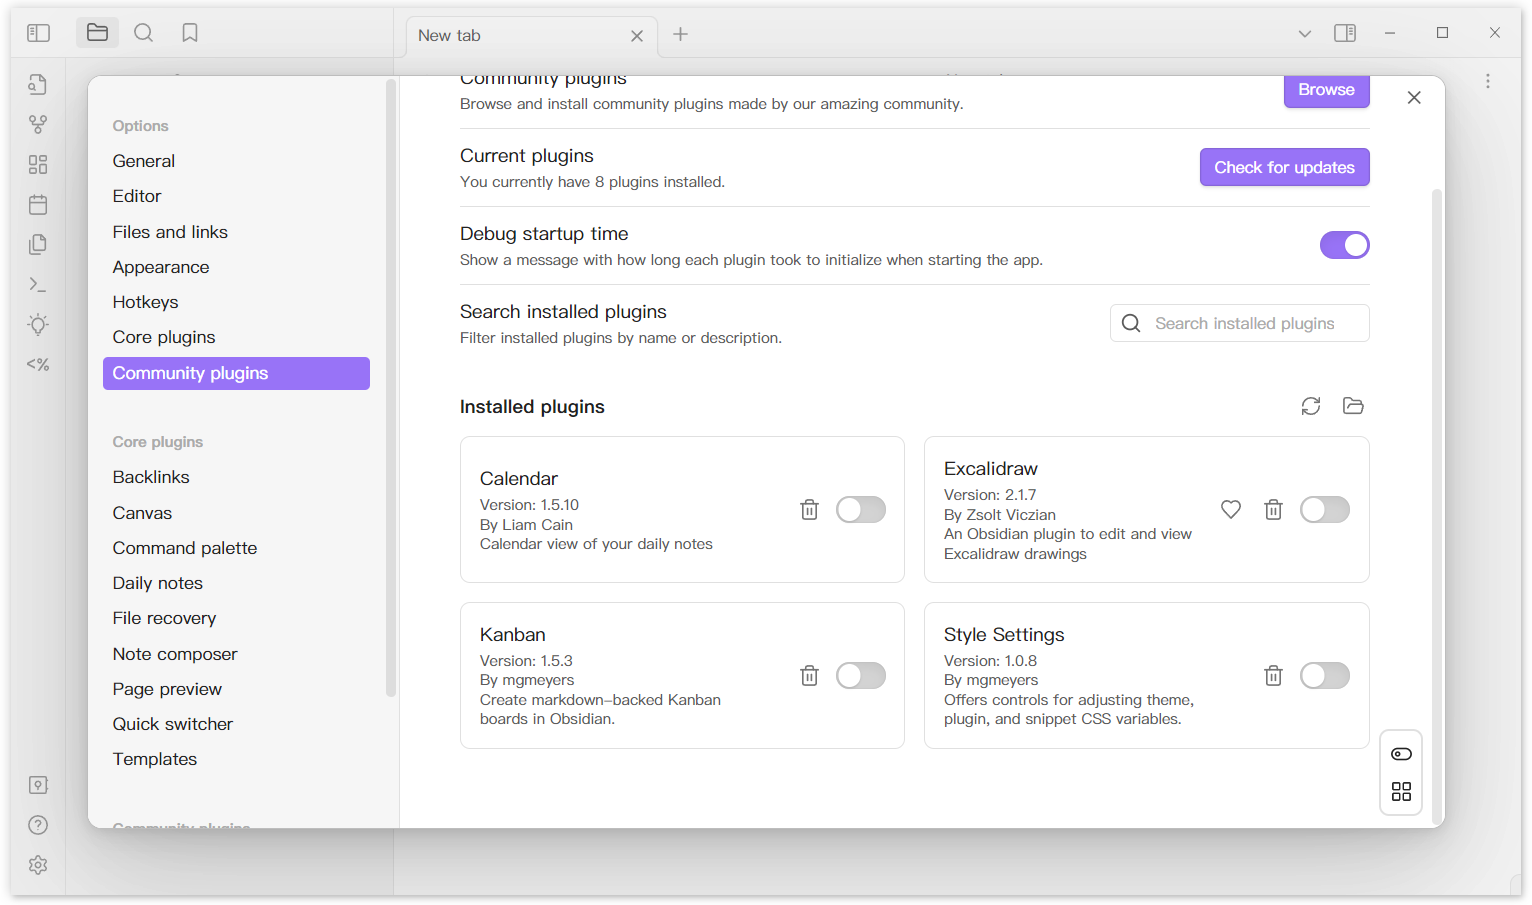 New tab
Options
General
Editor
Files and links
Appearance
Hotkeys
Core plugins
Community plugins
Core plugins
Backlinks
Canvas
Command palette
Daily notes
File recovery
Note composer
Page preview
Quick switcher
Templates
Community plugins
Community plugins
Browse and install community plugins made by our amazing community.
Browse
Current plugins
You currently have 8 plugins installed.
Check for updates
Debug startup time
Show a message with how long each plugin took to initialize when starting the app.
Search installed plugins
Filter installed plugins by name or description.
Search installed plugins
Installed plugins
Calendar
Version: 1.5.10
By Liam Cain
Calendar view of your daily notes
Excalidraw
Version: 2.1.7
By Zsolt Viczian
An Obsidian plugin to edit and view
Excalidraw drawings
Kanban
Version: 1.5.3
By mgmeyers
Create markdown-backed Kanban
boards in Obsidian.
Style Settings
Version: 1.0.8
By mgmeyers
Offers controls for adjusting theme,
plugin, and snippet CSS variables.